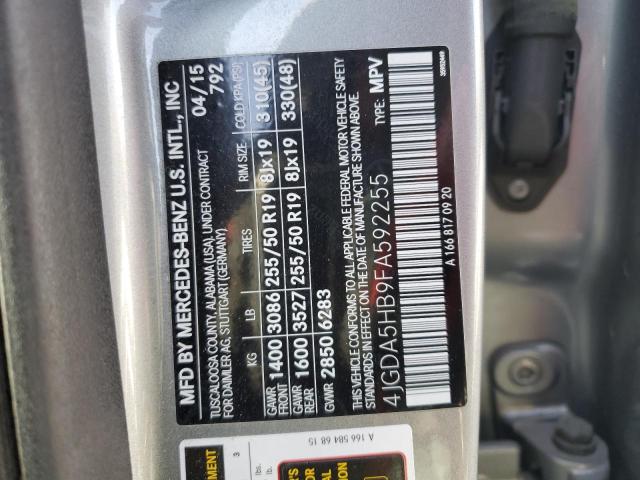 MFD BY MERCEDES-BENZ U.S. INTL., INC
TUSCALOOSA COUNTY, ALABAMA (USA), UNDER CONTRACT 04/15
FOR DAIMLER AG, STUTTGART (GERMANY) 792
KG LB TIRES RIM SIZE COLD(KPA/PSI)
GAWR FRONT 1400 3086 255/50 R19 8Jx19 310(45)
GAWR REAR 1600 3527 255/50 R19 8Jx19 330(48)
GVWR 2850 6283
THIS VEHICLE CONFORMS TO ALL APPLICABLE FEDERAL MOTOR VEHICLE SAFETY
STANDARDS IN EFFECT ON THE DATE OF MANUFACTURE SHOWN ABOVE.
4JGDA5HB9FA592255 TYPE: MPV
A 166 817 09 20
A 166 584 68 15
3
lbs.
lb.